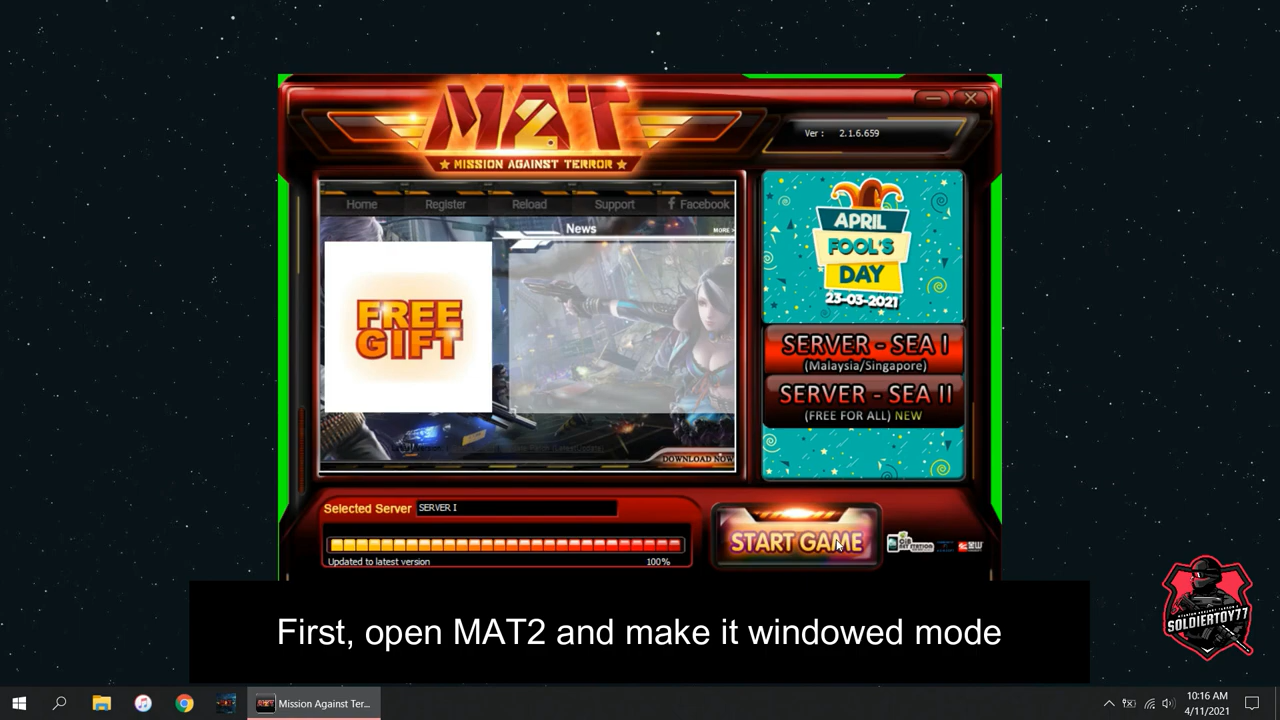 MAT
2
★ MISSION AGAINST TERROR ★
Ver : 2.1.6.659
Home Register Reload Support Facebook
News
MORE >
FREE
GIFT
DOWNLOAD NOW
APRIL
FOOL'S
DAY
23-03-2021
SERVER - SEA I
(Malaysia/Singapore)
SERVER - SEA II
(FREE FOR ALL) NEW
Selected Server SERVER I
Updated to latest version 100%
START GAME
First, open MAT2 and make it windowed mode
SOLDIERTOY77
Mission Against Ter...
10:16 AM
4/11/2021